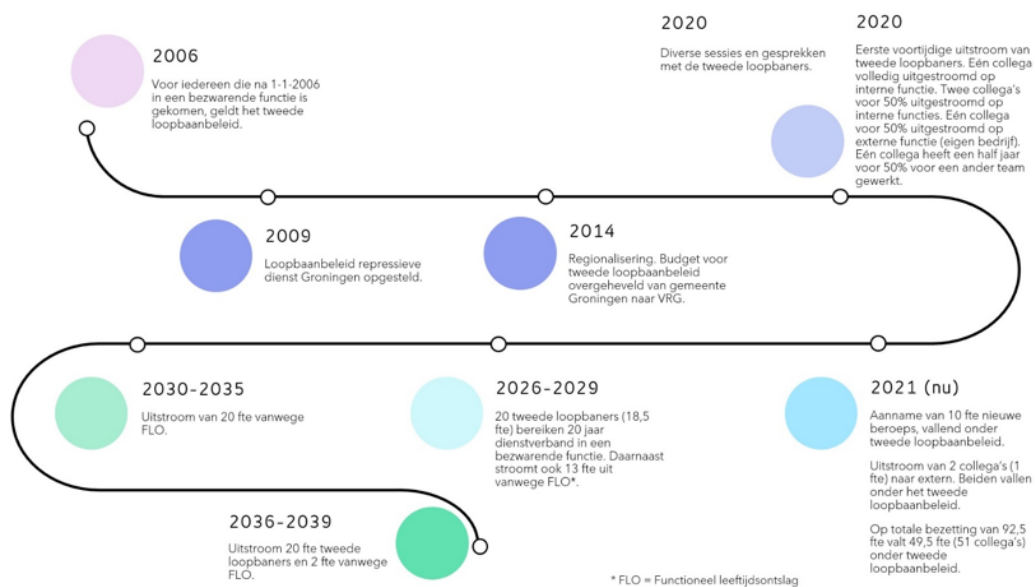 2006
Voor iedereen die na 1-1-2006
in een bezwarende functie is
gekomen, geldt het tweede
loopbaanbeleid.
2009
Loopbaanbeleid repressieve
dienst Groningen opgesteld.
2014
Regionalisering. Budget voor
tweede loopbaanbeleid
overgeheveld van gemeente
Groningen naar VRG.
2020
Diverse sessies en gesprekken
met de tweede loopbaners.
2020
Eerste voortijdige uitstroom van
tweede loopbaners. Eén collega
volledig uitgestroomd op
interne functie. Twee collega's
voor 50% uitgestroomd op
interne functies. Eén collega
voor 50% uitgestroomd op
externe functie (eigen bedrijf).
Eén collega heeft een half jaar
voor 50% voor een ander team
gewerkt.
2021 (nu)
Aanname van 10 fte nieuwe
beroeps, vallend onder
tweede loopbaanbeleid.
Uitstroom van 2 collega's (1
fte) naar extern. Beiden vallen
onder het tweede
loopbaanbeleid.
Op totale bezetting van 92,5
fte valt 49,5 fte (51 collega's)
onder tweede
loopbaanbeleid.
2026-2029
20 tweede loopbaners (18,5
fte) bereiken 20 jaar
dienstverband in een
bezwarende functie. Darnaast
stroomt ook 13 fte uit
vanwege FLO*.
2030-2035
Uitstroom van 20 fte vanwege
FLO.
2036-2039
Uitstroom 20 fte tweede
loopbaners en 2 fte vanwege
FLO.
* FLO = Functioneel leeftijdsontslag